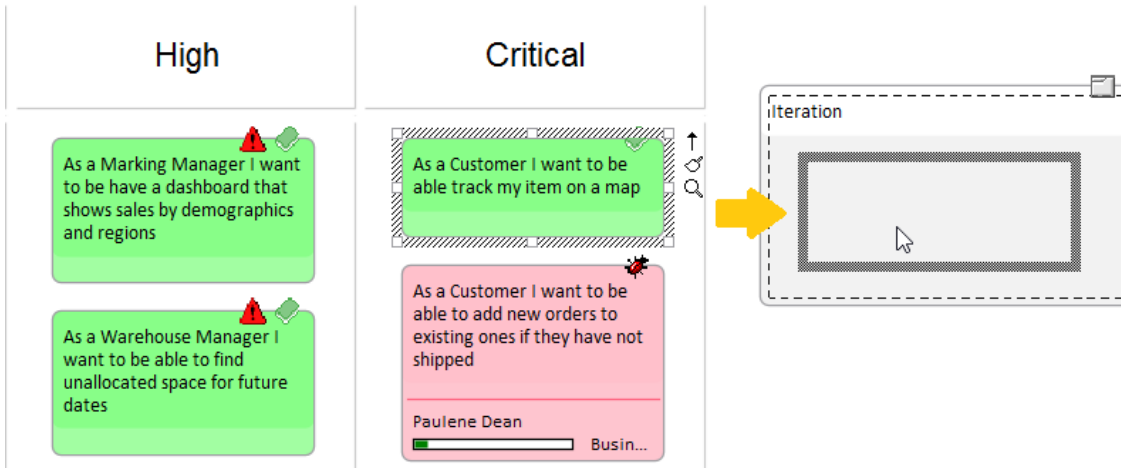 High
As a Marking Manager I want
to be have a dashboard that
shows sales by demographics
and regions
As a Warehouse Manager I
want to be able to find
unallocated space for future
dates
Critical
As a Customer I want to be
able track my item on a map
As a Customer I want to be
able to add new orders to
existing ones if they have not
shipped
Paulene Dean
Busin...
Iteration